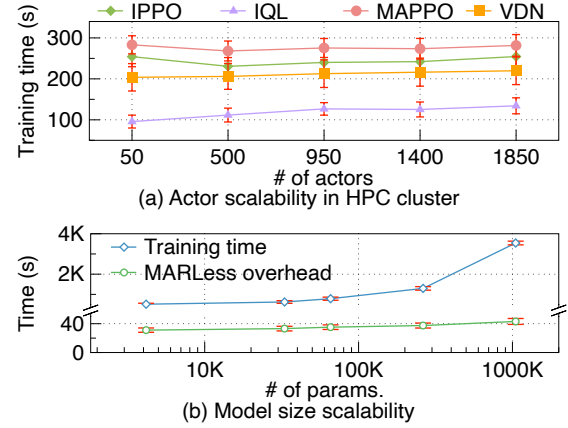 IPPO IQL MAPPO VDN
Training time (s)
300
200
100
50 500 950 1400 1850
# of actors
(a) Actor scalability in HPC cluster
Time (s)
4K
2K
40
0
Training time
MARLess overhead
10K 100K 1000K
# of params.
(b) Model size scalability